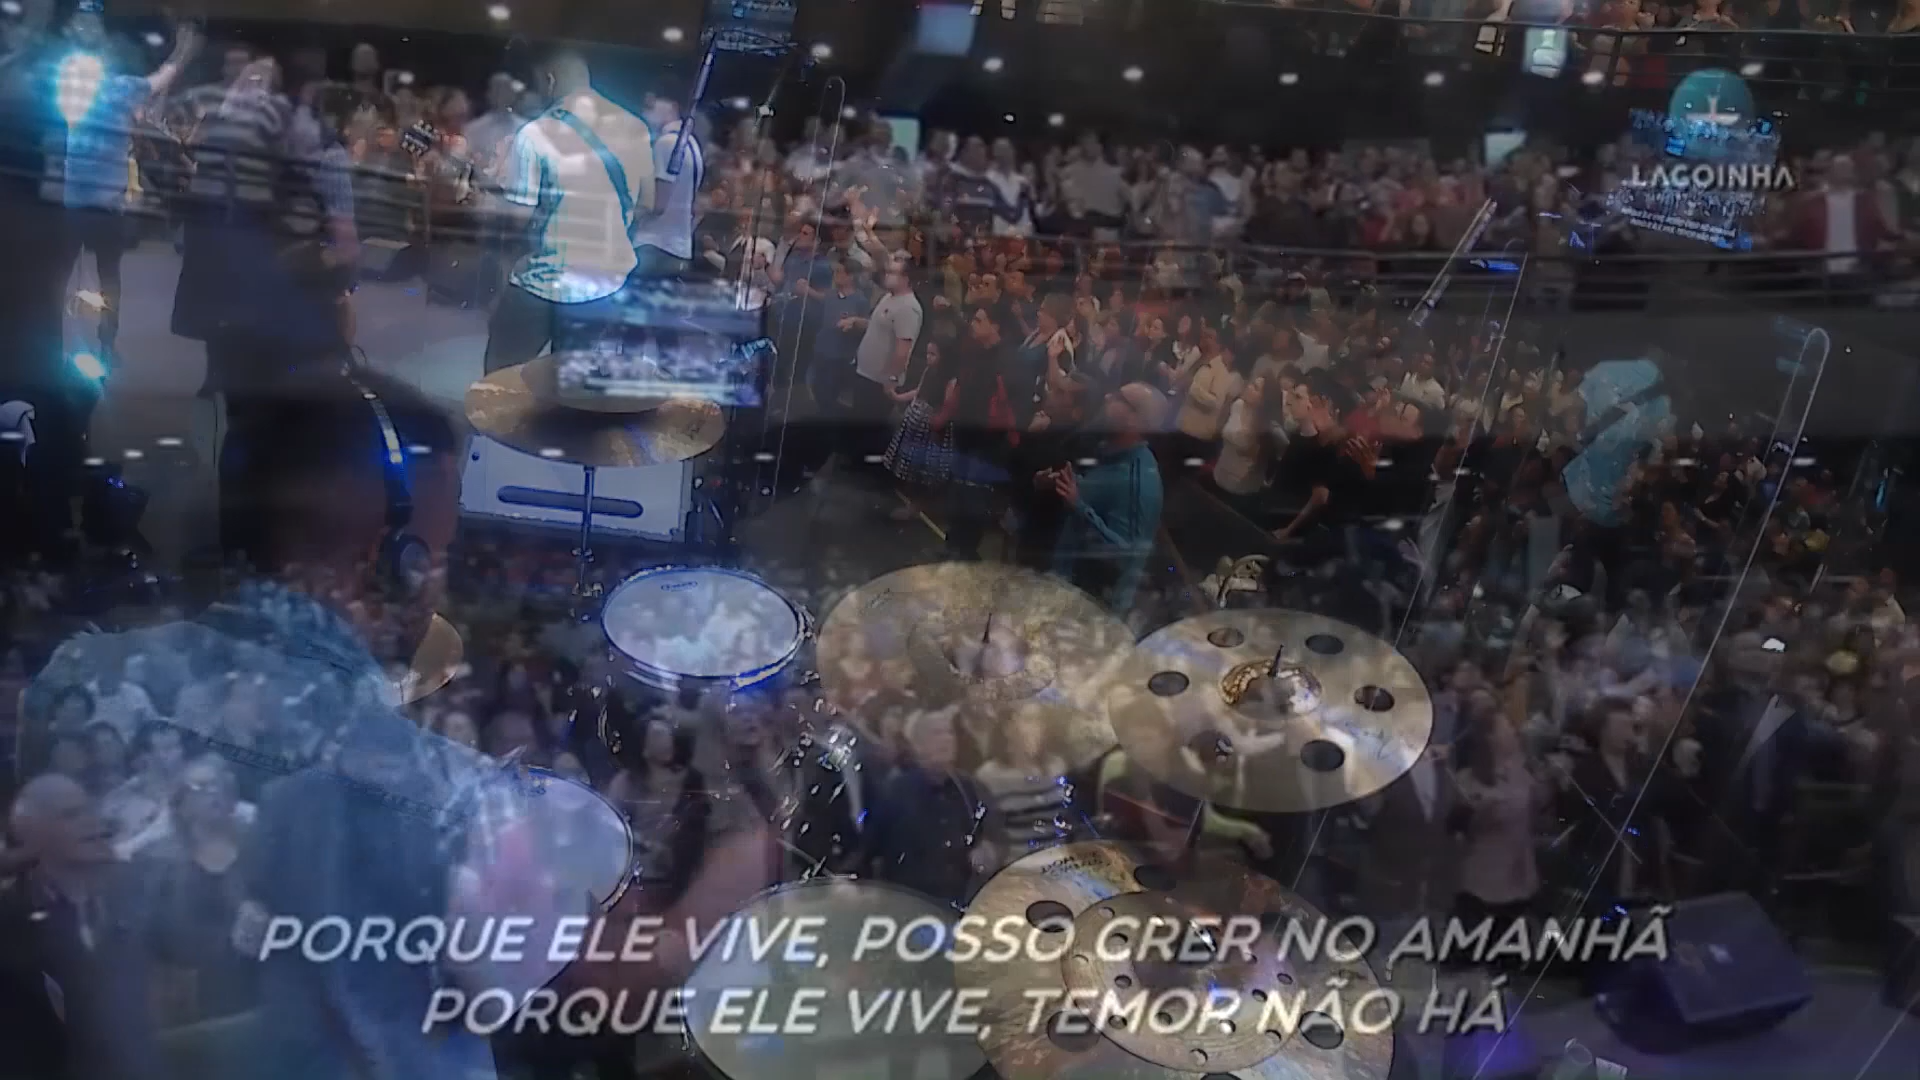 LAGOINHA
PORQUE ELE VIVE, POSSO CRER NO AMANHÃ
PORQUE ELE VIVE, TEMOR NÃO HÁ